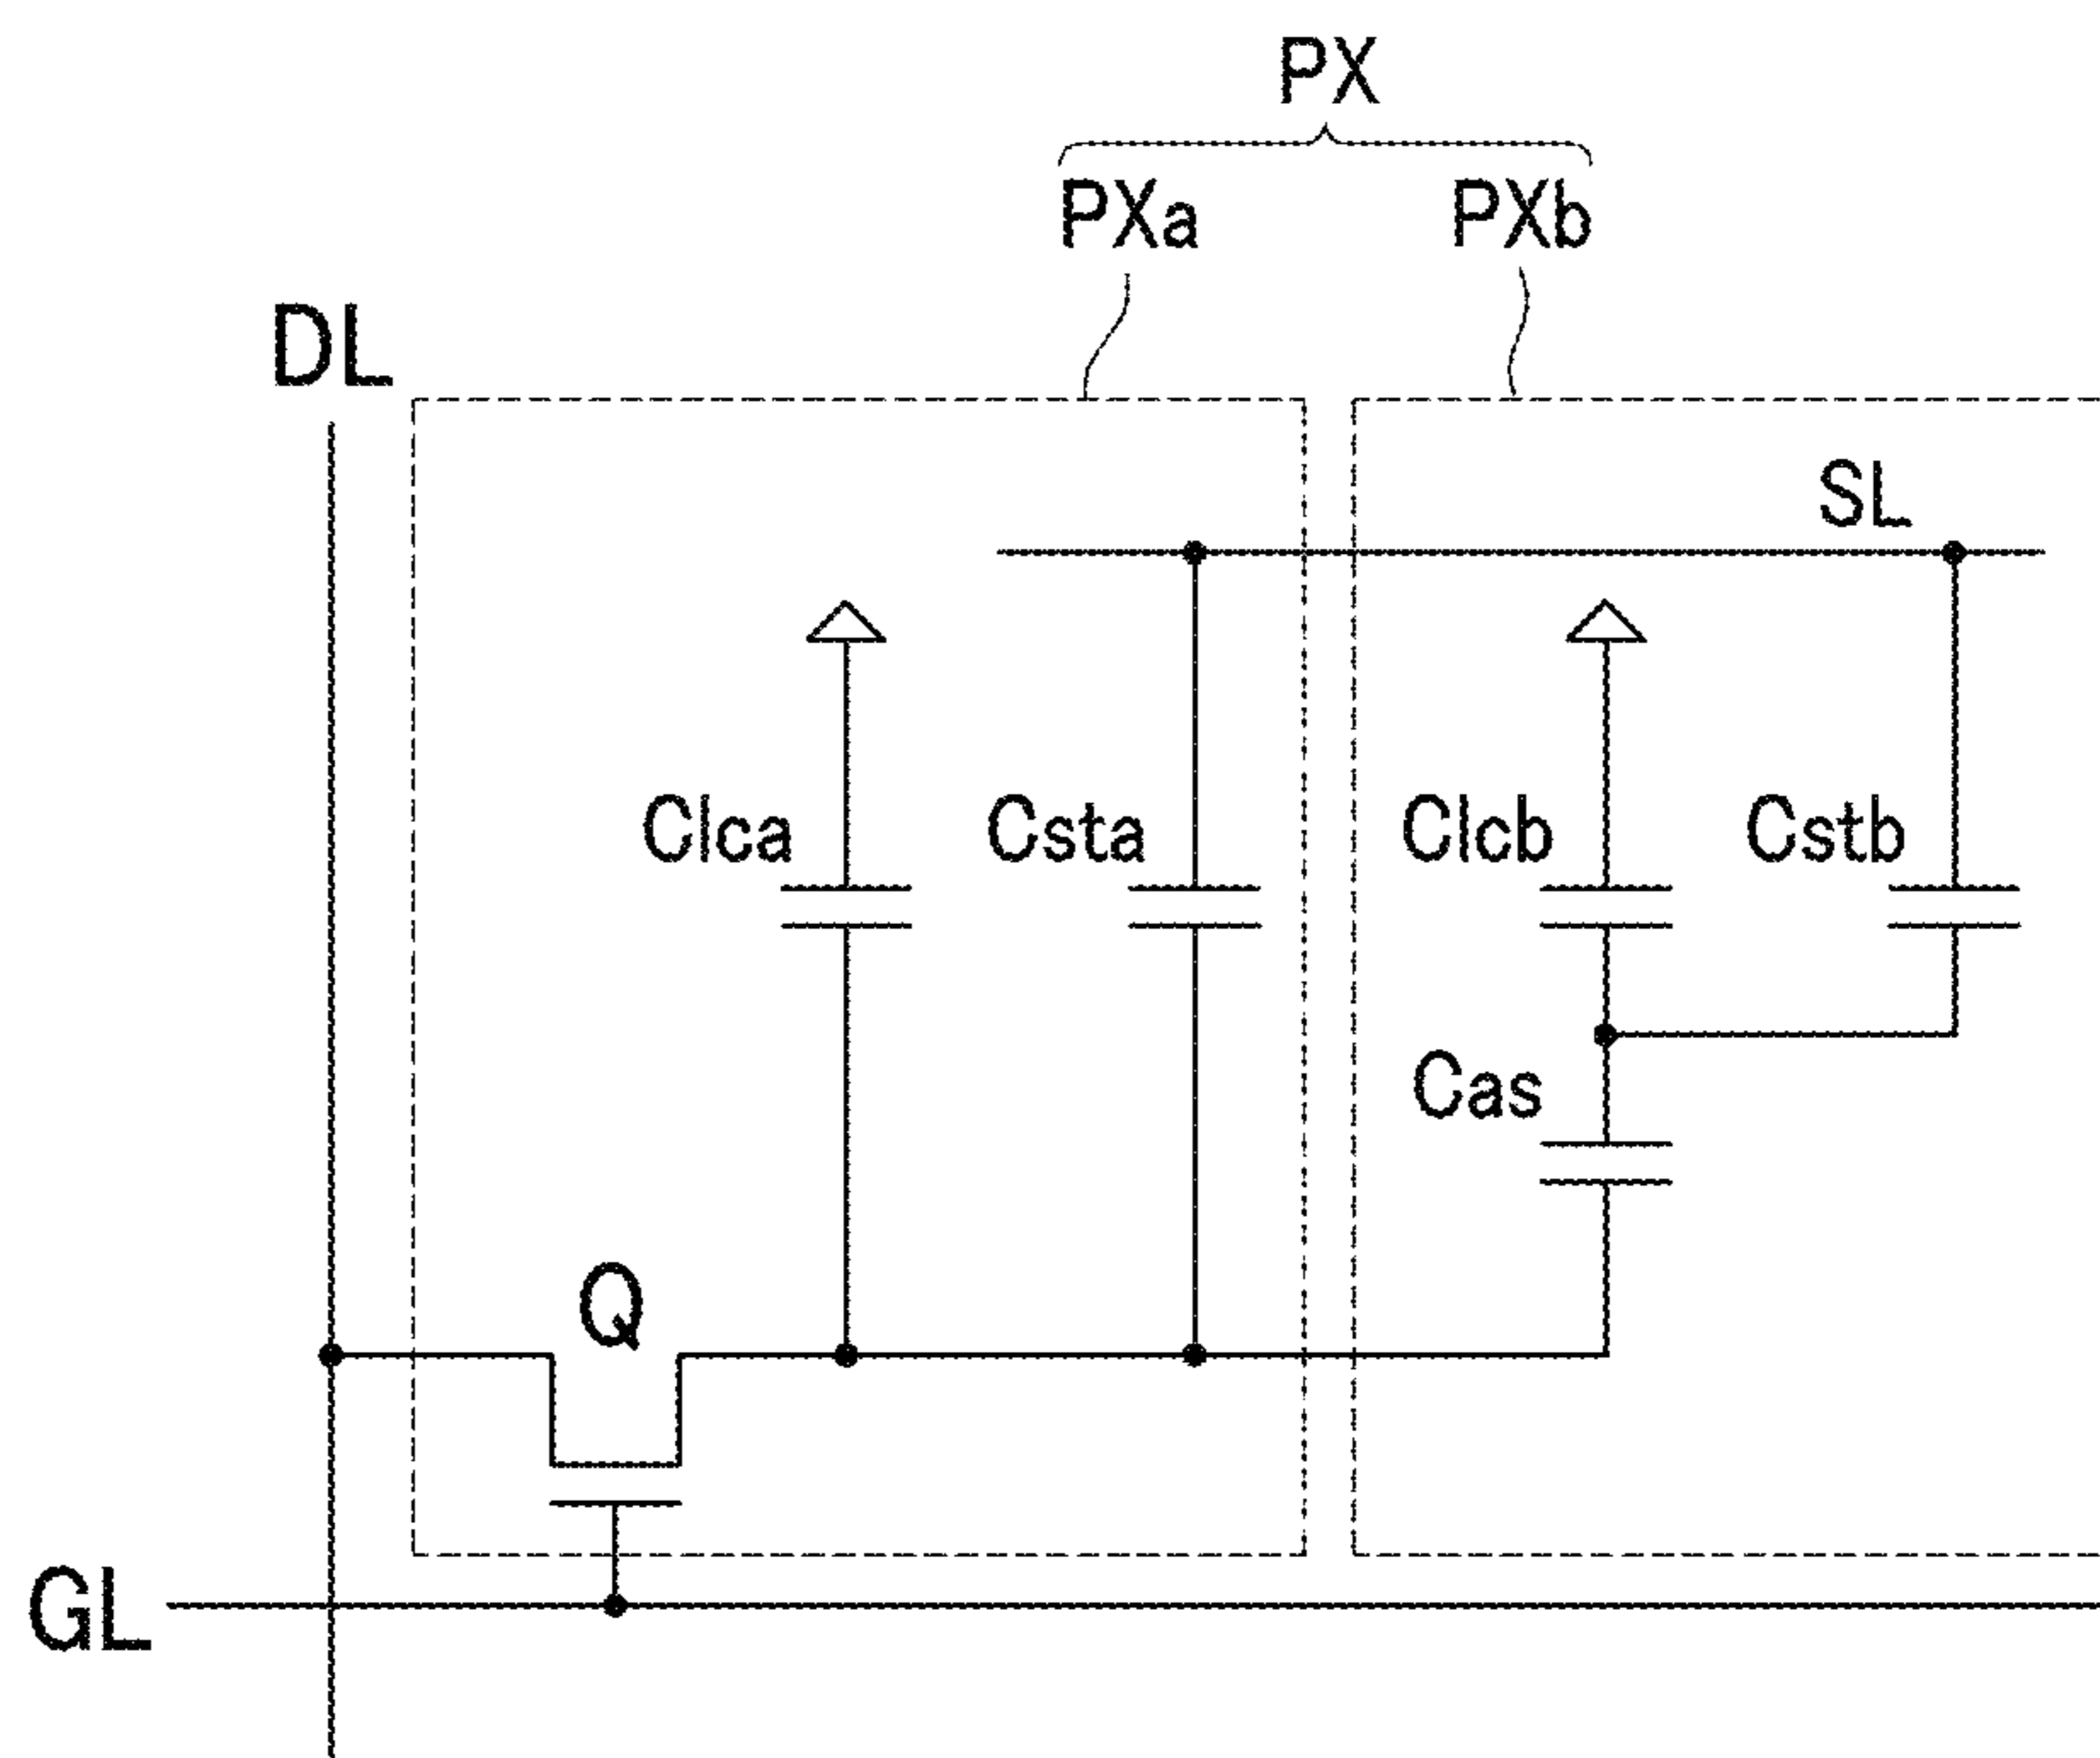 PX
PXa PXb
DL
SL
Clca Csta Clcb Cstb
Cas
Q
GL